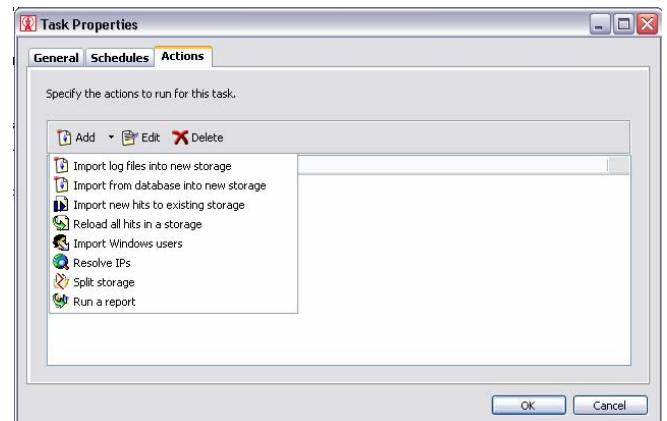 Task Properties
General Schedules Actions
Specify the actions to run for this task.
Add Edit Delete
Import log files into new storage
Import from database into new storage
Import new hits to existing storage
Reload all hits in a storage
Import Windows users
Resolve IPs
Split storage
Run a report
OK Cancel